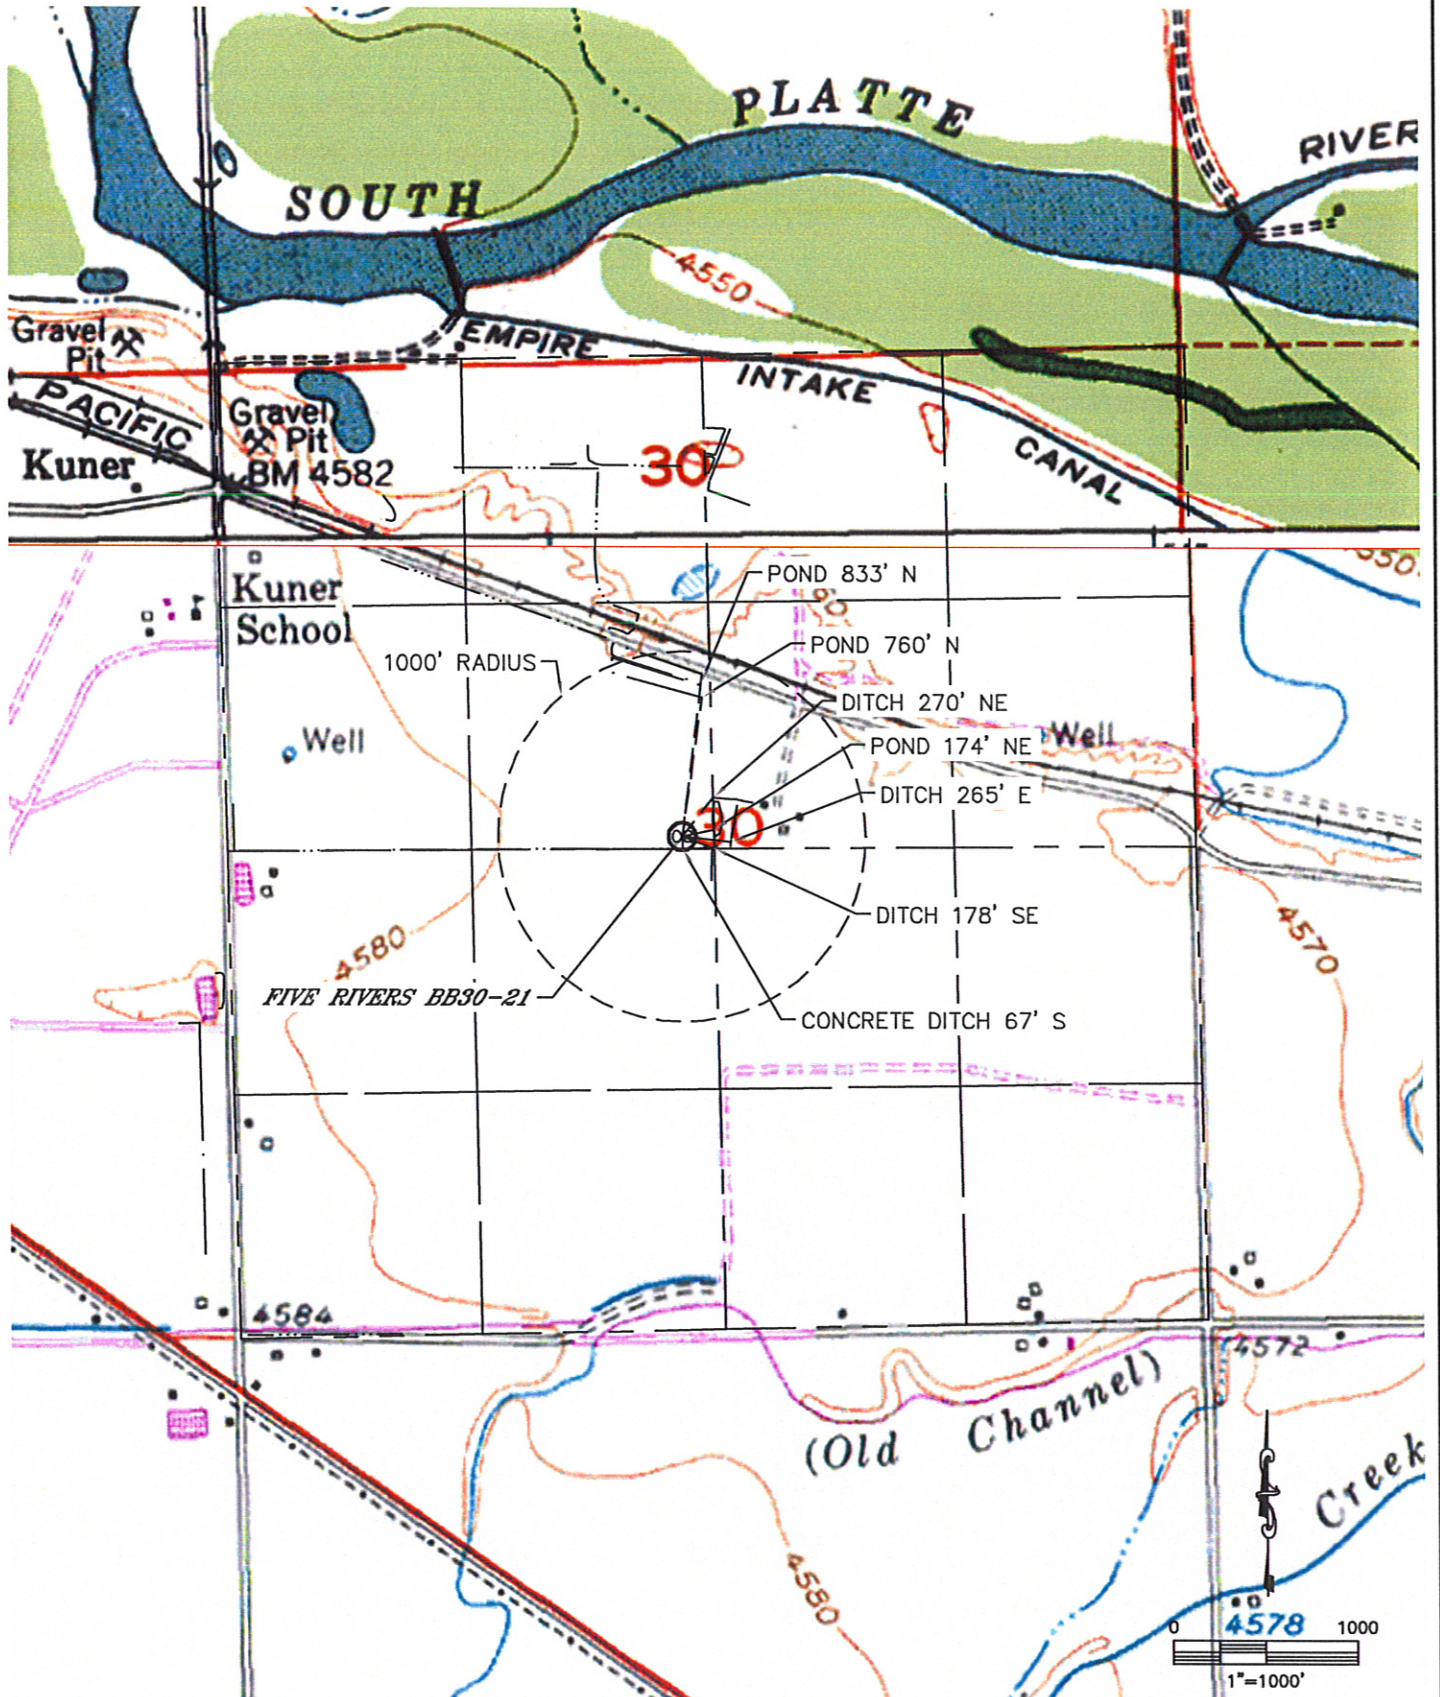 PLATTE
RIVER
SOUTH
4550
Gravel
Pit
EMPIRE
INTAKE
PACIFIC
Gravel
Pit
Kuner
BM 4582
30
CANAL
550
POND 833' N
Kuner
School
60
POND 760' N
1000' RADIUS
DITCH 270' NE
Well
Well
POND 174' NE
DITCH 265' E
30
DITCH 178' SE
4580
4570
FIVE RIVERS BB30-21
CONCRETE DITCH 67' S
4584
4572
(Old Channel)
Creek
4580
4578
0 1000
1"=1000'